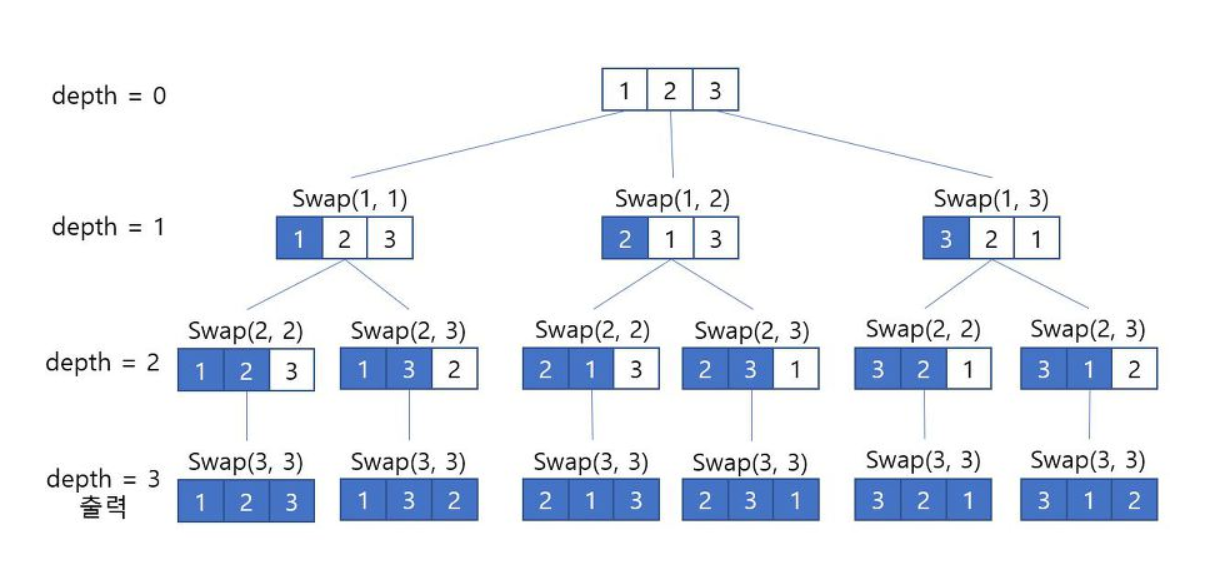 depth = 0
1 2 3
Swap(1, 1) Swap(1, 2) Swap(1, 3)
depth = 1
1 2 3 2 1 3 3 2 1
Swap(2, 2) Swap(2, 3) Swap(2, 2) Swap(2, 3) Swap(2, 2) Swap(2, 3)
depth = 2
1 2 3 1 3 2 2 1 3 2 3 1 3 2 1 3 1 2
Swap(3, 3) Swap(3, 3) Swap(3, 3) Swap(3, 3) Swap(3, 3) Swap(3, 3)
depth = 3
출력
1 2 3 1 3 2 2 1 3 2 3 1 3 2 1 3 1 2